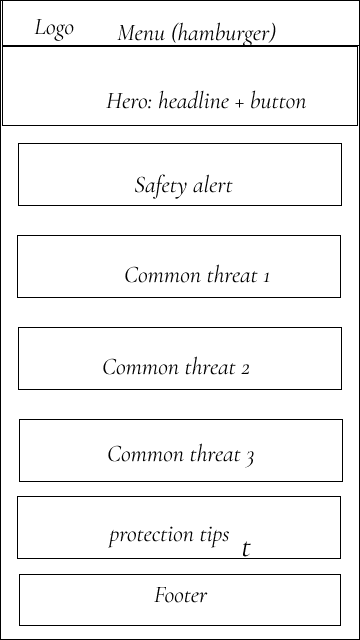 Logo Menu (hamburger)
Hero: headline + button
Safety alert
Common threat 1
Common threat 2
Common threat 3
protection tips t
Footer